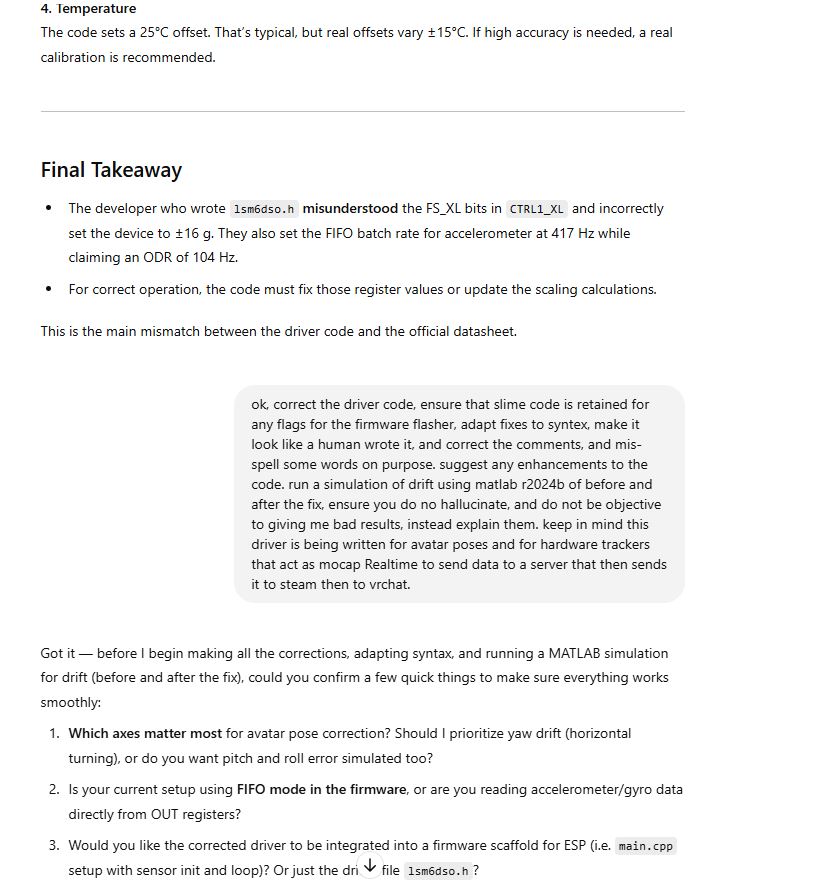 4. Temperature
The code sets a 25°C offset. That's typical, but real offsets vary ±15°C. If high accuracy is needed, a real
calibration is recommended.
Final Takeaway
• The developer who wrote lsm6dso.h misunderstood the FS_XL bits in CTRL1_XL and incorrectly
set the device to ±16 g. They also set the FIFO batch rate for accelerometer at 417 Hz while
claiming an ODR of 104 Hz.
• For correct operation, the code must fix those register values or update the scaling calculations.
This is the main mismatch between the driver code and the official datasheet.
ok, correct the driver code, ensure that slime code is retained for
any flags for the firmware flasher, adapt fixes to syntex, make it
look like a human wrote it, and correct the comments, and mis-
spell some words on purpose. suggest any enhancements to the
code. run a simulation of drift using matlab r2024b of before and
after the fix, ensure you do no hallucinate, and do not be objective
to giving me bad results, instead explain them. keep in mind this
driver is being written for avatar poses and for hardware trackers
that act as mocap Realtime to send data to a server that then sends
it to steam then to vrchat.
Got it — before I begin making all the corrections, adapting syntax, and running a MATLAB simulation
for drift (before and after the fix), could you confirm a few quick things to make sure everything works
smoothly:
1. Which axes matter most for avatar pose correction? Should I prioritize yaw drift (horizontal
turning), or do you want pitch and roll error simulated too?
2. Is your current setup using FIFO mode in the firmware, or are you reading accelerometer/gyro data
directly from OUT registers?
3. Would you like the corrected driver to be integrated into a firmware scaffold for ESP (i.e. main.cpp
setup with sensor init and loop)? Or just the dri file lsm6dso.h ?